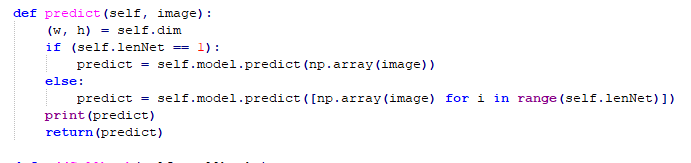 def predict(self, image):
    (w, h) = self.dim
    if (self.lenNet == 1):
        predict = self.model.predict(np.array(image))
    else:
        predict = self.model.predict([np.array(image) for i in range(self.lenNet)])
    print(predict)
    return(predict)